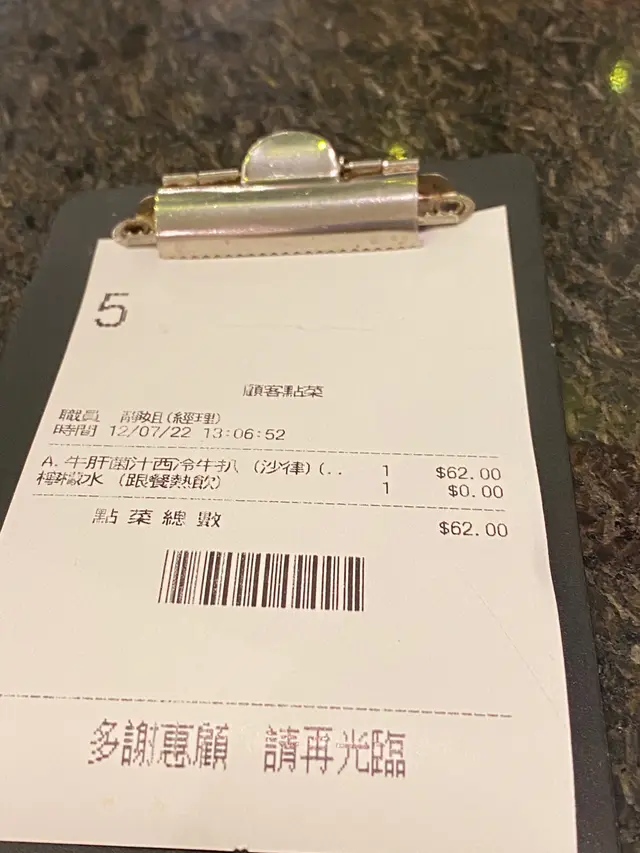 5
顧客點菜
職員 靜姐(經理)
時間 12/07/22 13:06:52
A. 牛肝菌汁西冷牛扒 (沙律)(.. 1 $62.00
檸檬水 (跟餐熱飲) 1 $0.00
點菜總數 $62.00
多謝惠顧 請再光臨